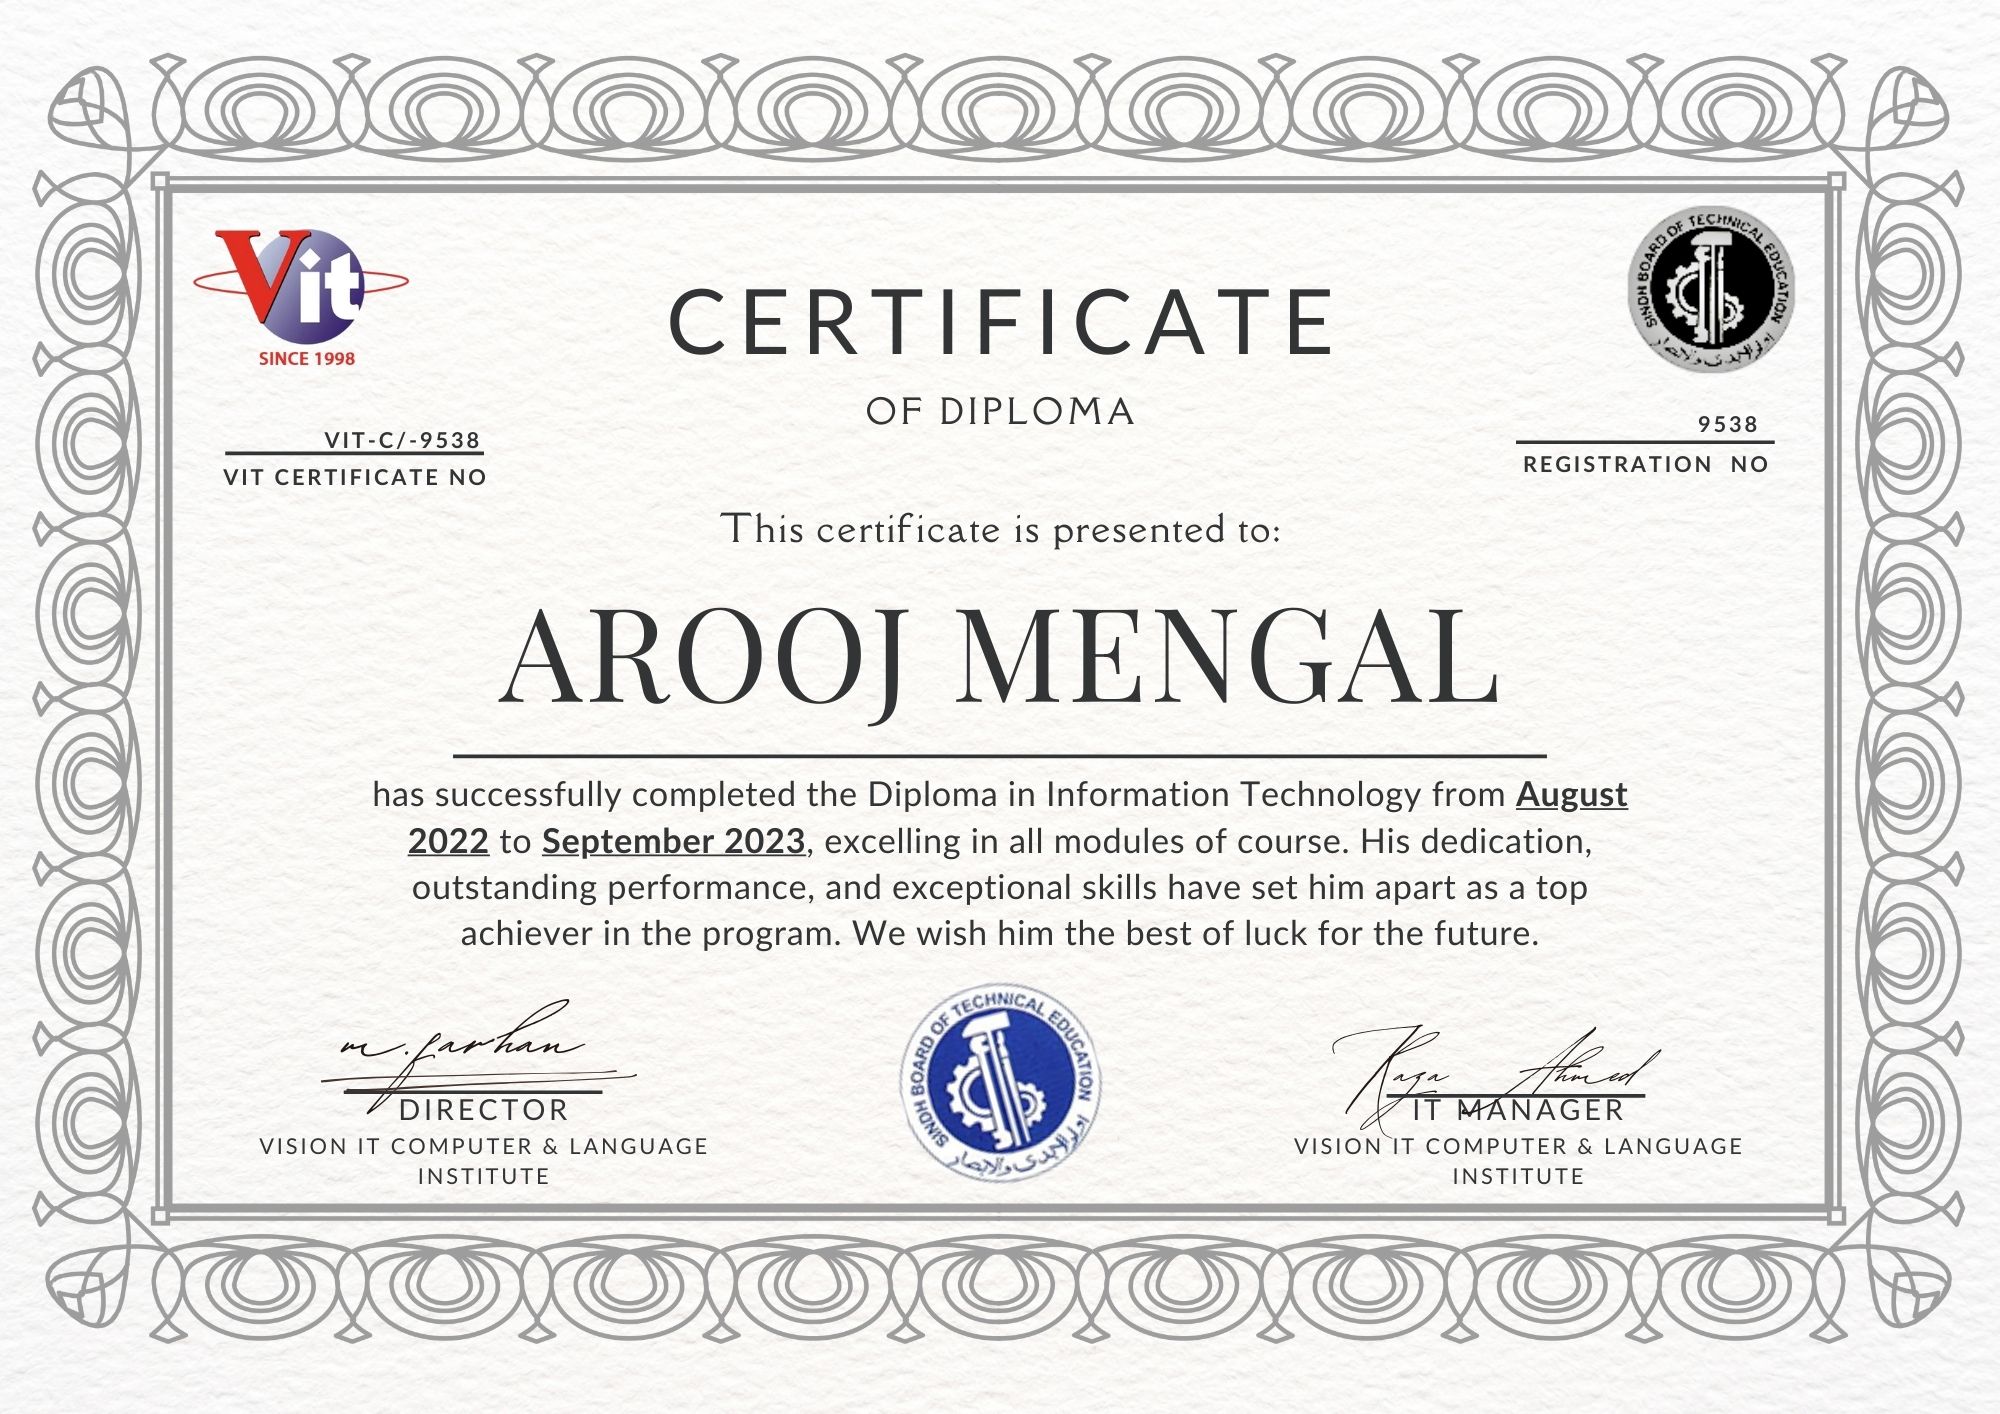 Vit
SINCE 1998
SINDH BOARD OF TECHNICAL EDUCATION
CERTIFICATE
OF DIPLOMA
VIT-C/-9538
VIT CERTIFICATE NO
9538
REGISTRATION NO
This certificate is presented to:
AROOJ MENGAL
has successfully completed the Diploma in Information Technology from August
2022 to September 2023, excelling in all modules of course. His dedication,
outstanding performance, and exceptional skills have set him apart as a top
achiever in the program. We wish him the best of luck for the future.
m. farhan
DIRECTOR
VISION IT COMPUTER & LANGUAGE
INSTITUTE
SINDH BOARD OF TECHNICAL EDUCATION
Raza Ahmed
IT MANAGER
VISION IT COMPUTER & LANGUAGE
INSTITUTE